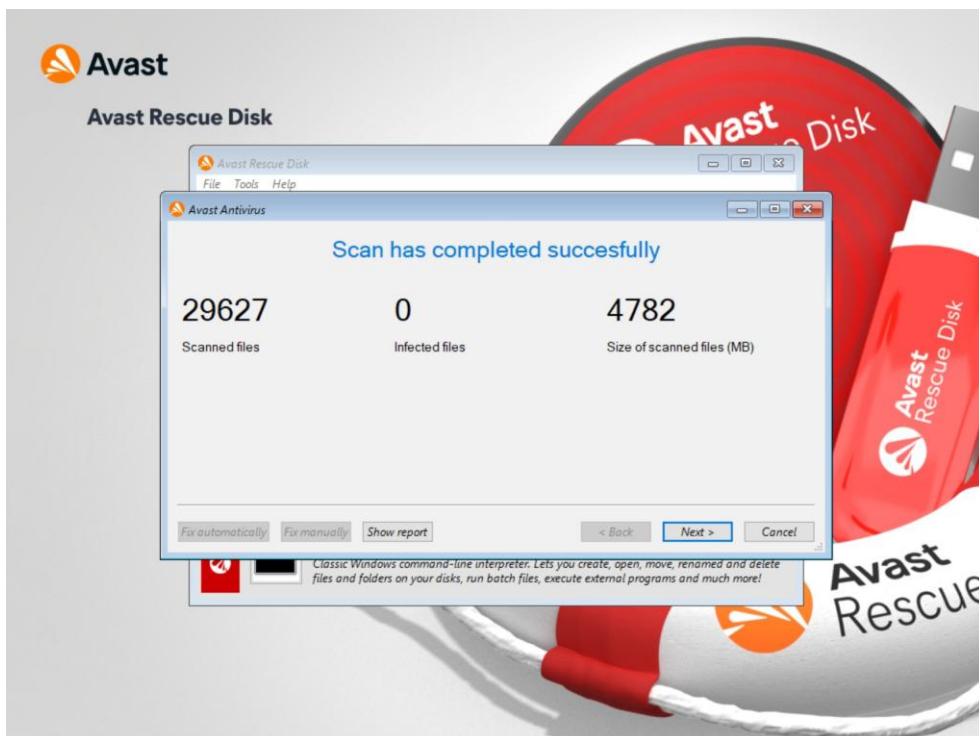 Avast
Avast Rescue Disk
Avast
Disk
Avast Rescue Disk
File Tools Help
Avast Antivirus
Scan has completed succesfully
29627
0
4782
Scanned files
Infected files
Size of scanned files (MB)
Fix automatically
Fix manually
Show report
< Back
Next >
Cancel
Classic Windows command-line interpreter. Lets you create, open, move, renamed and delete
files and folders on your disks, run batch files, execute external programs and much more!
Avast
Rescue Disk
Avast
Rescue